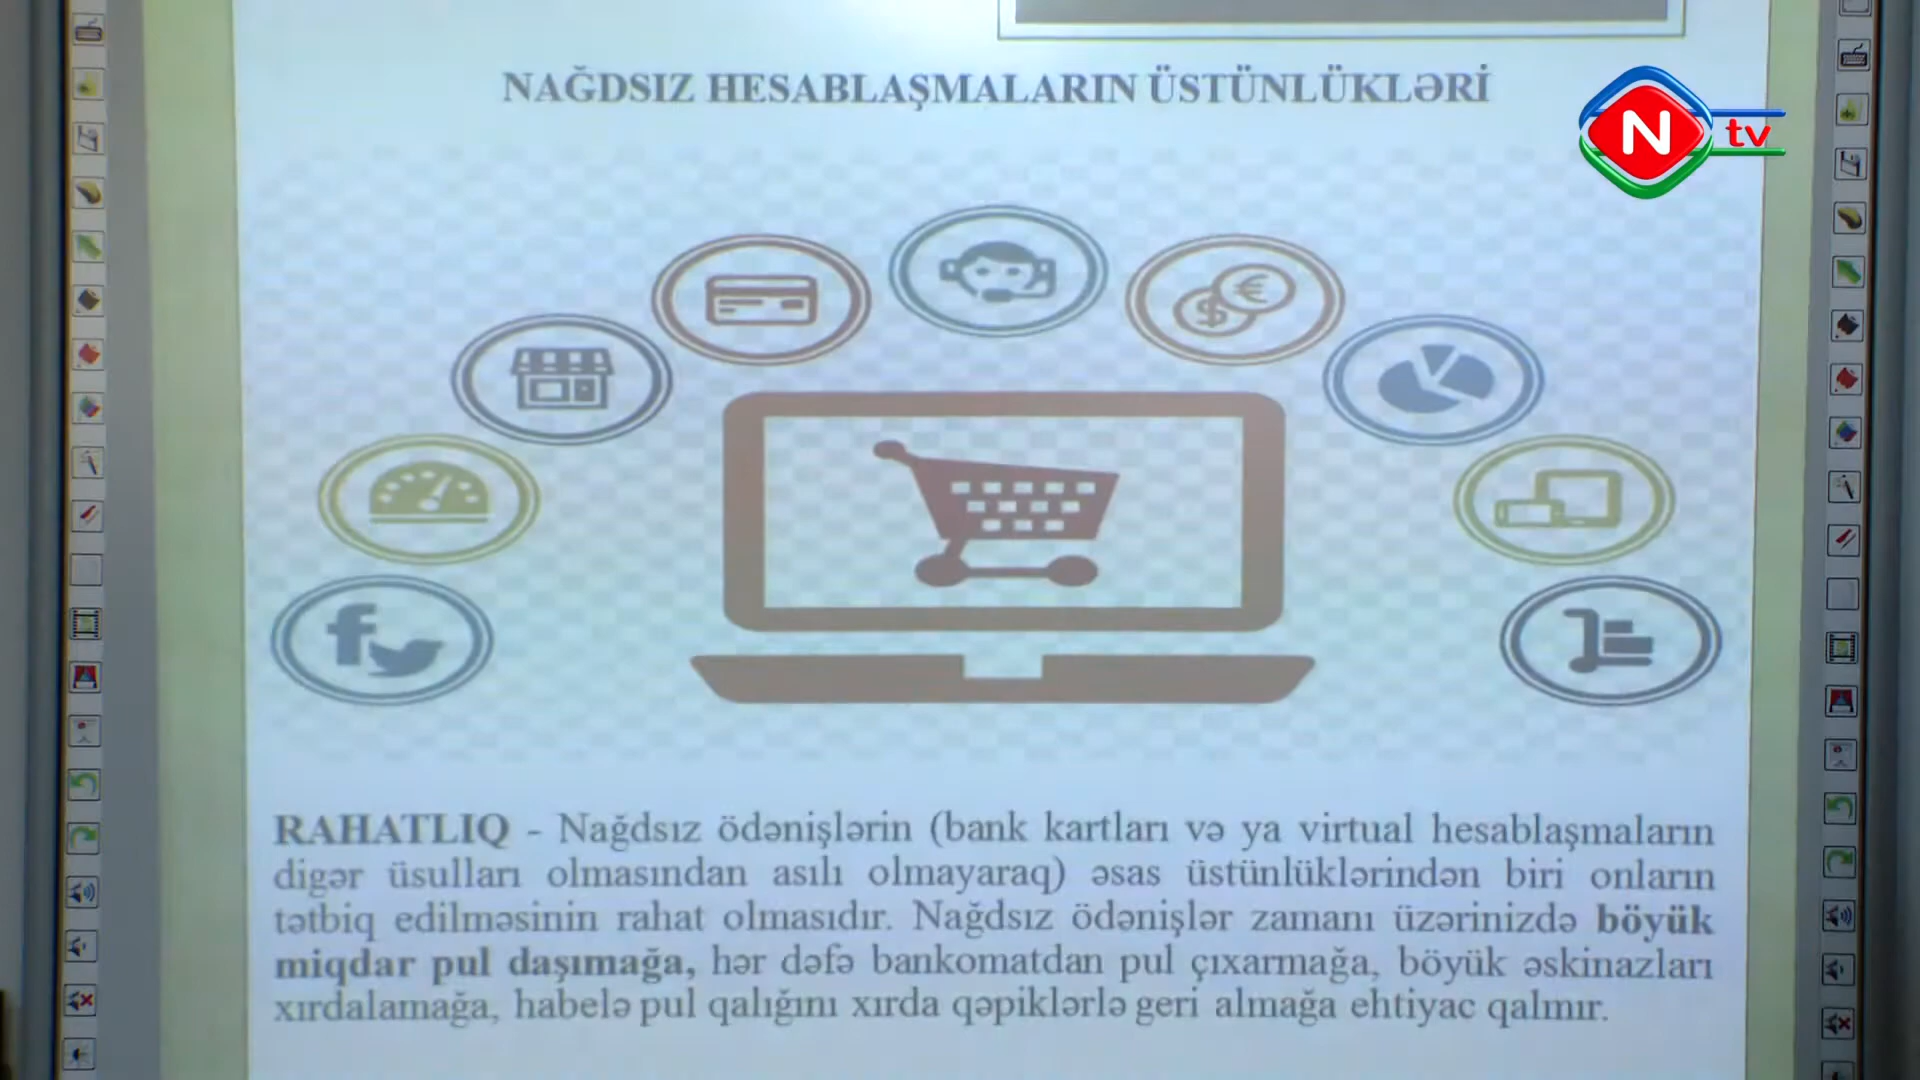 NAĞDSIZ HESABLAŞMALARIN ÜSTÜNLÜKLƏRİ
N tv
RAHATLIQ - Nağdsız ödənişlərin (bank kartları və ya virtual hesablaşmaların
digər üsulları olmasından asılı olmayaraq) əsas üstünlüklərindən biri onların
tətbiq edilməsinin rahat olmasıdır. Nağdsız ödənişlər zamanı üzərinizdə böyük
miqdar pul daşımağa, hər dəfə bankomatdan pul çıxarmağa, böyük əskinazları
xırdalamağa, habelə pul qalığını xırda qəpiklərlə geri almağa ehtiyac qalmır.